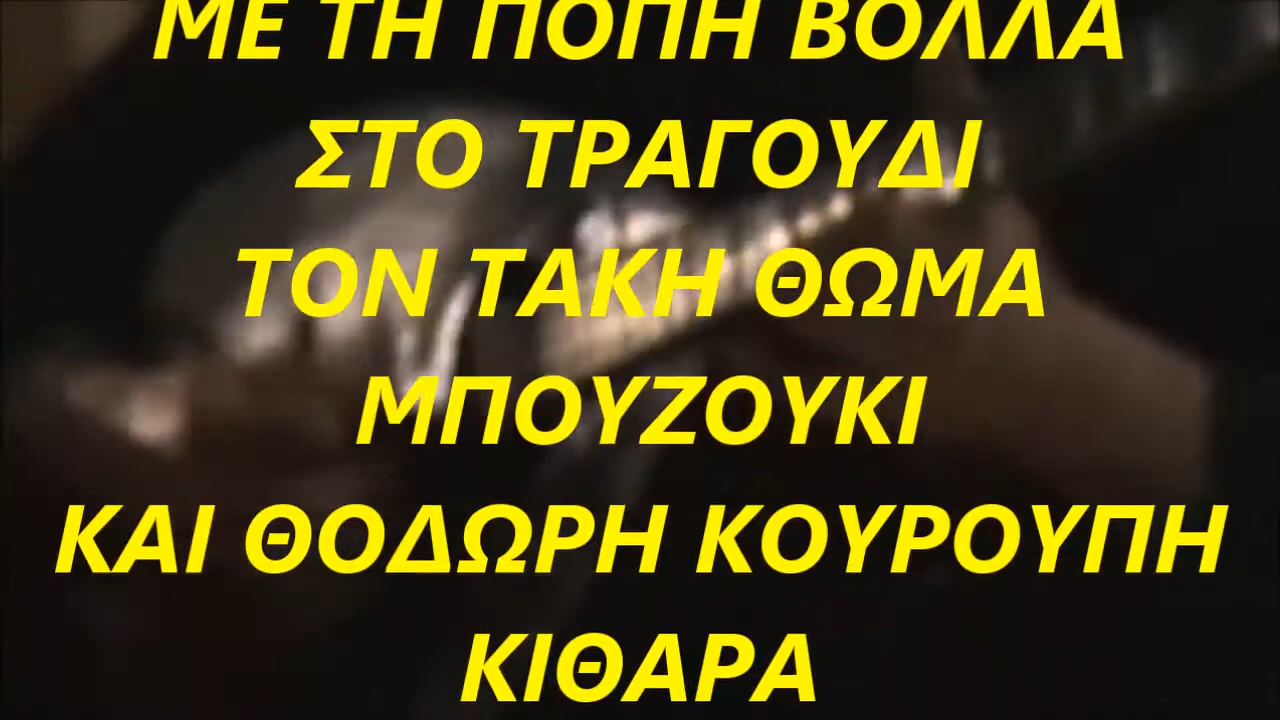 ΜΕ ΤΗ ΠΟΠΗ ΒΟΛΛΑ
ΣΤΟ ΤΡΑΓΟΥΔΙ
ΤΟΝ ΤΑΚΗ ΘΩΜΑ
ΜΠΟΥΖΟΥΚΙ
ΚΑΙ ΘΟΔΩΡΗ ΚΟΥΡΟΥΠΗ
ΚΙΘΑΡΑ